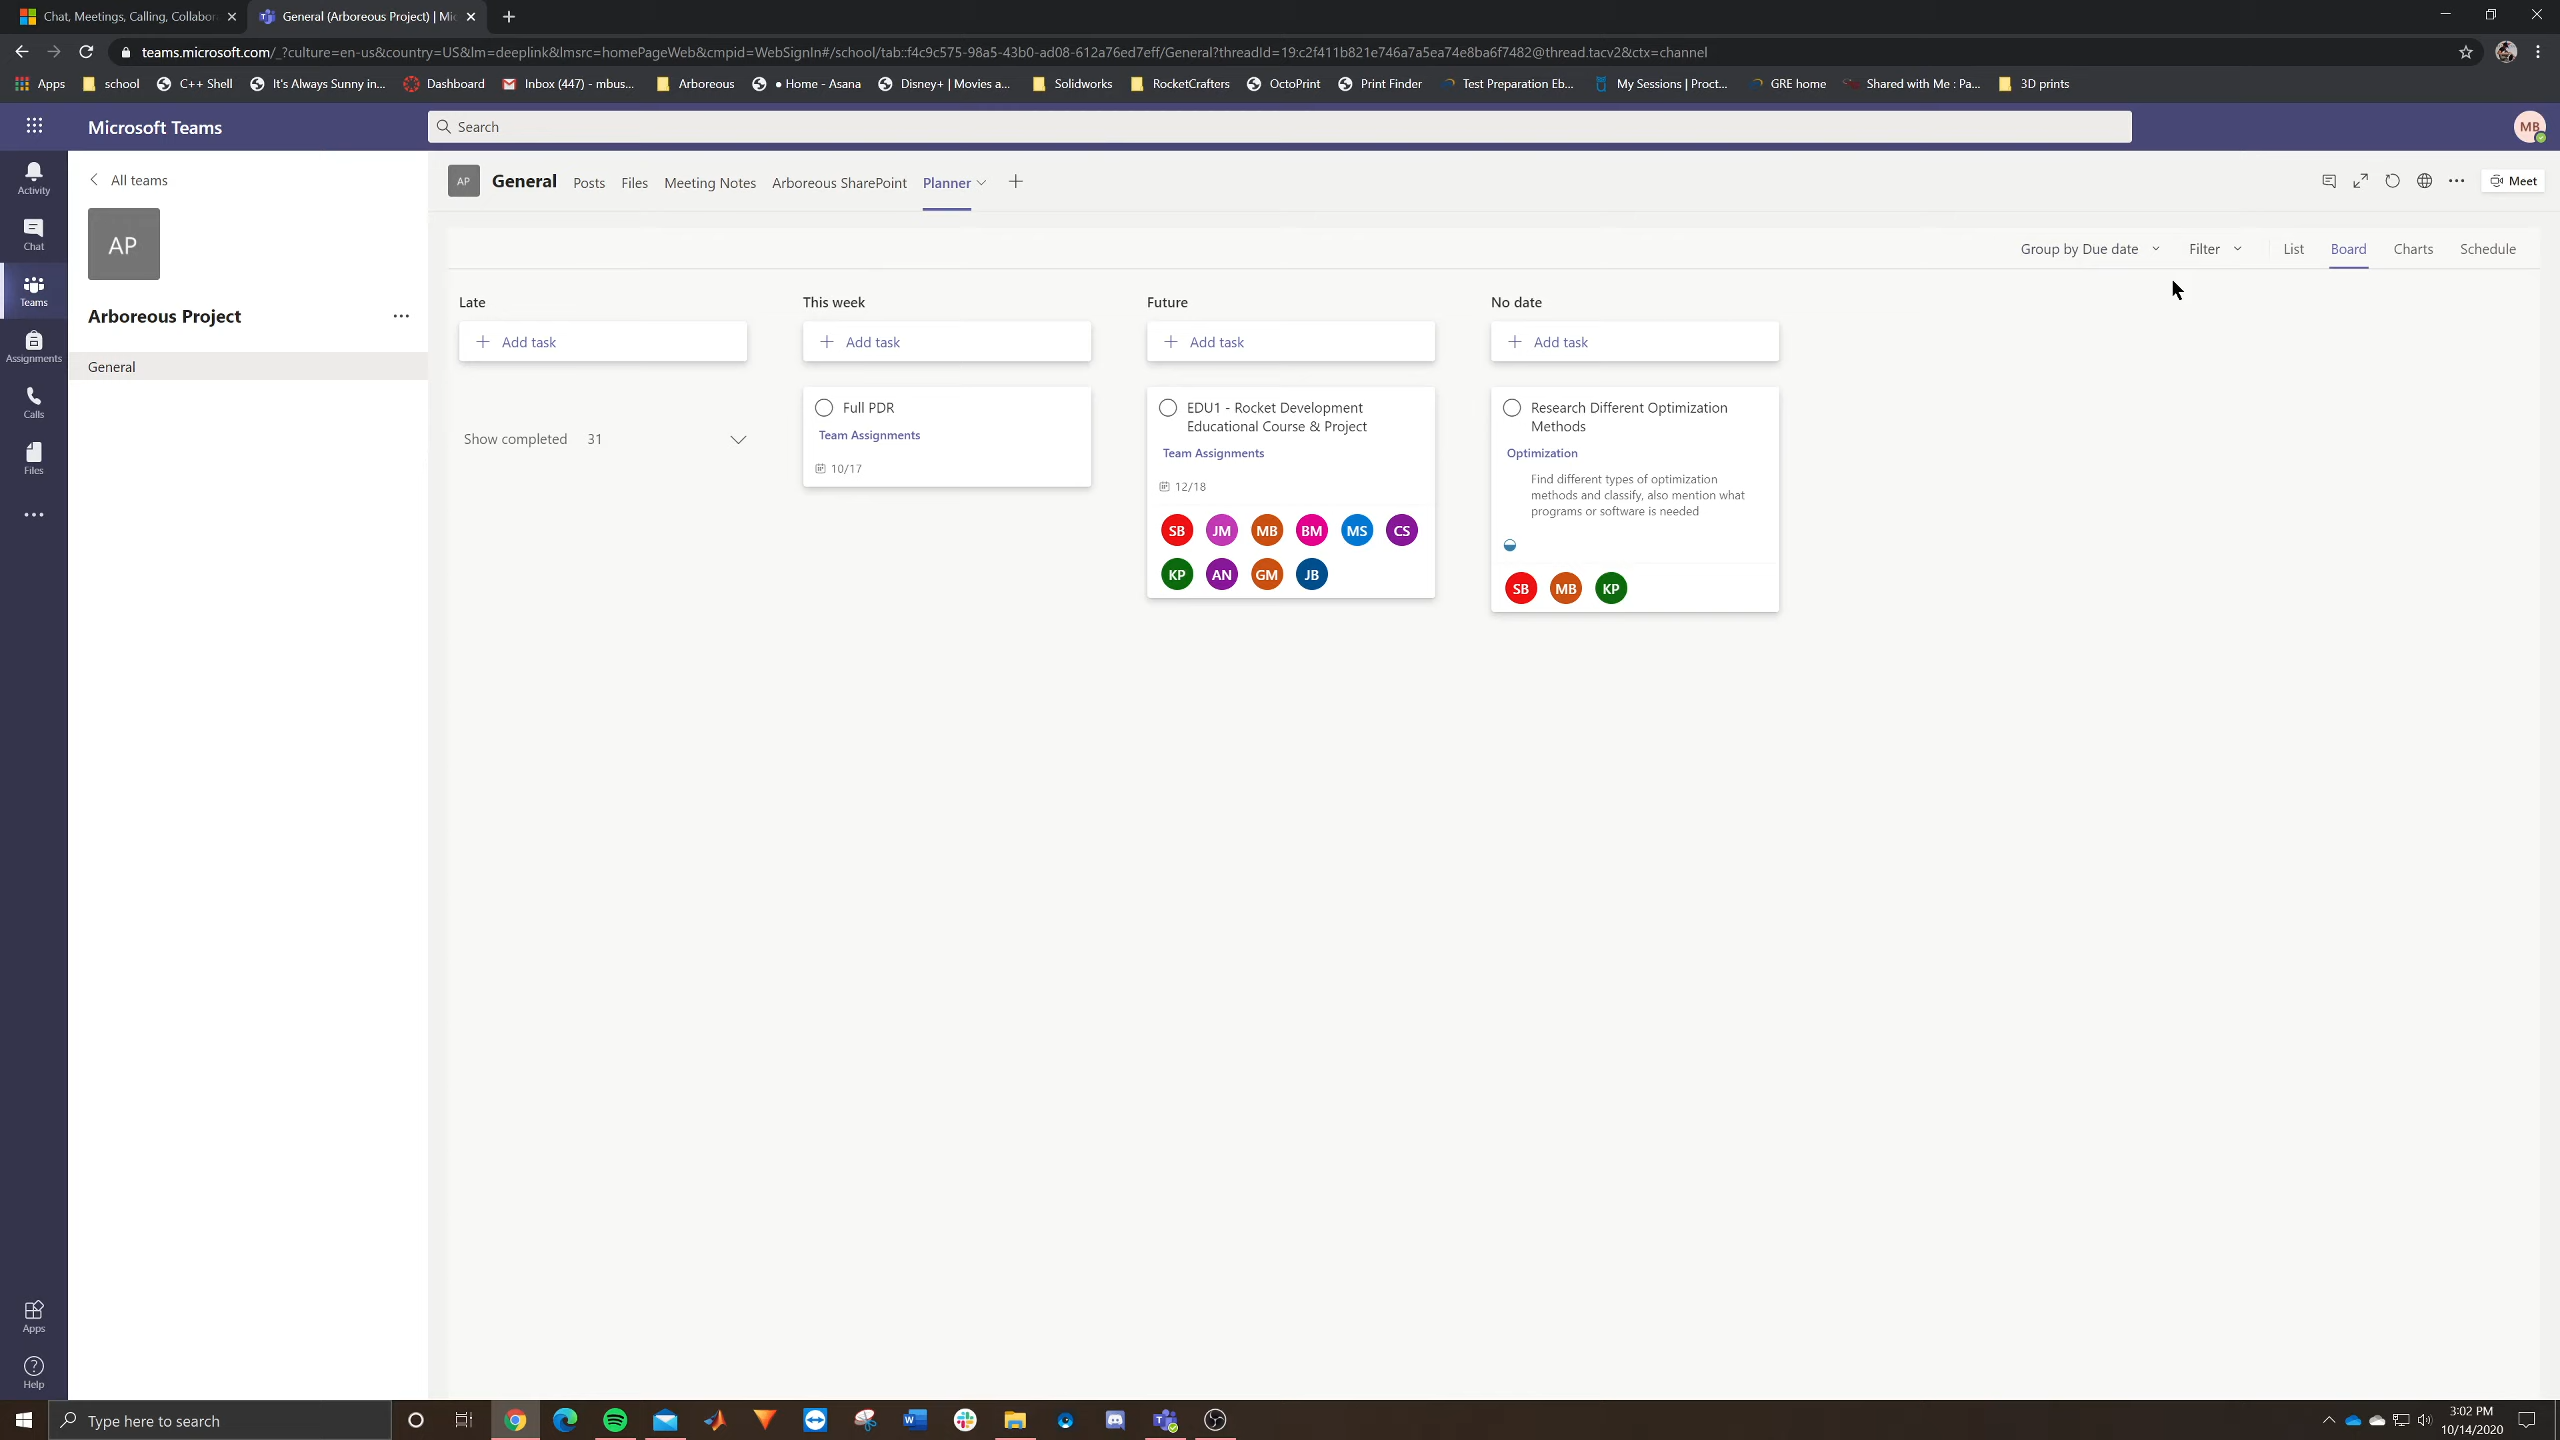 Chat, Meetings, Calling, Collabor
General (Arboreous Project) | Mi
teams.microsoft.com/_?culture=en-us&country=US&lm=deeplink&lmsrc=homePageWeb&cmpid=WebSignIn#/school/tab::f4c9c575-98a5-43b0-ad08-612a76ed7eff/General?threadId=19:c2f411b821e746a7a5ea74e8ba6f7482@thread.tacv2&ctx=channel
Apps school C++ Shell It's Always Sunny in... Dashboard Inbox (447) - mbus... Arboreous • Home - Asana Disney+ | Movies a... Solidworks RocketCrafters OctoPrint Print Finder Test Preparation Eb... My Sessions | Proct... GRE home Shared with Me : Pa... 3D prints
Microsoft Teams
Search
MB
Activity
Chat
Teams
Assignments
Calls
Files
Apps
Help
All teams
AP
Arboreous Project
General
AP General Posts Files Meeting Notes Arboreous SharePoint Planner
Meet
Group by Due date Filter List Board Charts Schedule
Late
Add task
Show completed 31
This week
Add task
Full PDR
Team Assignments
10/17
Future
Add task
EDU1 - Rocket Development
Educational Course & Project
Team Assignments
12/18
SB JM MB BM MS CS
KP AN GM JB
No date
Add task
Research Different Optimization
Methods
Optimization
Find different types of optimization
methods and classify, also mention what
programs or software is needed
SB MB KP
Type here to search
3:02 PM
10/14/2020